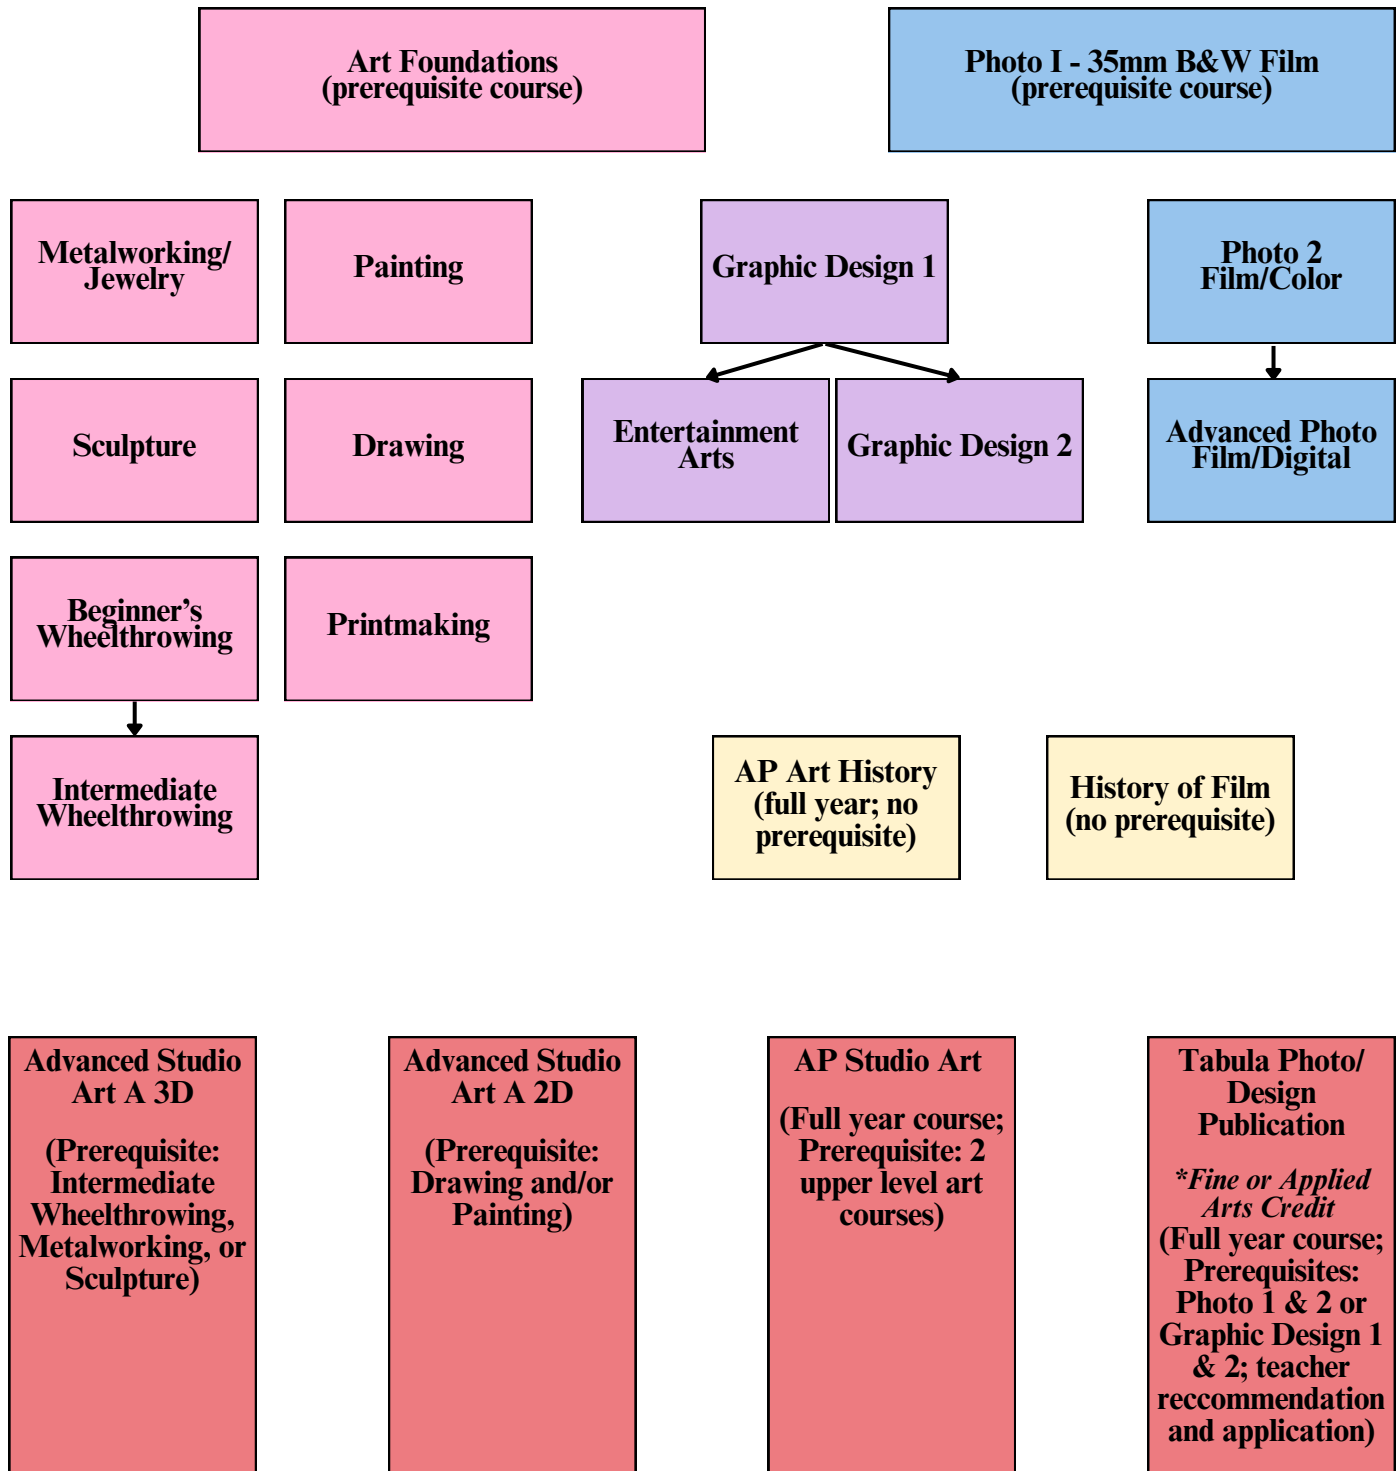 Art Foundations
(prerequisite course)
Photo I - 35mm B&W Film
(prerequisite course)
Metalworking/
Jewelry
Painting
Graphic Design 1
Photo 2
Film/Color
Sculpture
Drawing
Entertainment
Arts
Graphic Design 2
Advanced Photo
Film/Digital
Beginner’s
Wheelthrowing
Printmaking
Intermediate
Wheelthrowing
AP Art History
(full year; no
prerequisite)
History of Film
(no prerequisite)
Advanced Studio
Art A 3D
(Prerequisite:
Intermediate
Wheelthrowing,
Metalworking, or
Sculpture)
Advanced Studio
Art A 2D
(Prerequisite:
Drawing and/or
Painting)
AP Studio Art
(Full year course;
Prerequisite: 2
upper level art
courses)
Tabula Photo/
Design
Publication
*Fine or Applied
Arts Credit
(Full year course;
Prerequisites:
Photo 1 & 2 or
Graphic Design 1
& 2; teacher
reccommendation
and application)